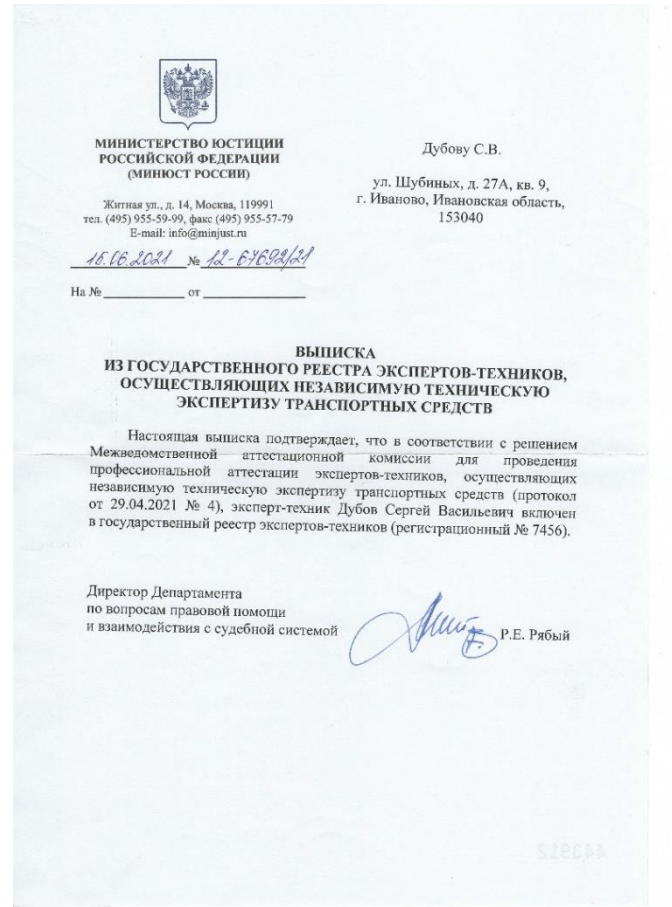 МИНИСТЕРСТВО ЮСТИЦИИ
РОССИЙСКОЙ ФЕДЕРАЦИИ
(МИНЮСТ РОССИИ)
Житная ул., д. 14, Москва, 119991
тел. (495) 955-59-99, факс (495) 955-57-79
E-mail: info@minjust.ru
15.06.2021 № 12-67692/21
На № ____________ от ______________
Дубову С.В.
ул. Шубиных, д. 27А, кв. 9,
г. Иваново, Ивановская область,
153040
ВЫПИСКА
ИЗ ГОСУДАРСТВЕННОГО РЕЕСТРА ЭКСПЕРТОВ-ТЕХНИКОВ,
ОСУЩЕСТВЛЯЮЩИХ НЕЗАВИСИМУЮ ТЕХНИЧЕСКУЮ
ЭКСПЕРТИЗУ ТРАНСПОРТНЫХ СРЕДСТВ
Настоящая выписка подтверждает, что в соответствии с решением
Межведомственной аттестационной комиссии для проведения
профессиональной аттестации экспертов-техников, осуществляющих
независимую техническую экспертизу транспортных средств (протокол
от 29.04.2021 № 4), эксперт-техник Дубов Сергей Васильевич включен
в государственный реестр экспертов-техников (регистрационный № 7456).
Директор Департамента
по вопросам правовой помощи
и взаимодействия с судебной системой
Р.Е. Рябый